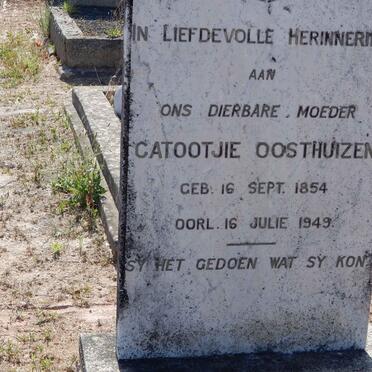 IN LIEFDEVOLLE HERINNERIN
AAN
ONS DIERBARE MOEDER
CATOOTJIE OOSTHUIZEN
GEB. 16 SEPT. 1854
OORL. 16 JULIE 1949.
SY HET GEDOEN WAT SY KON